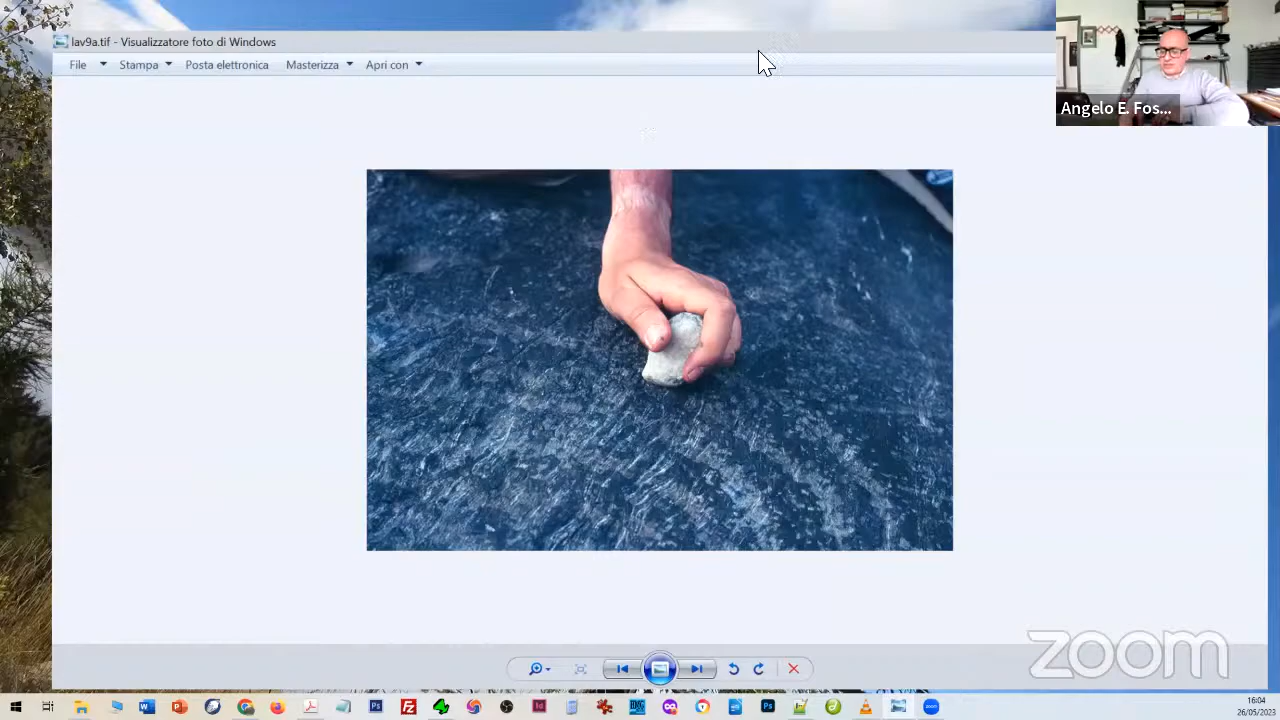 lav9a.tif - Visualizzatore foto di Windows
File Stampa Posta elettronica Masterizza Apri con
Angelo E. Fos...
zoom
16:04
26/05/2023